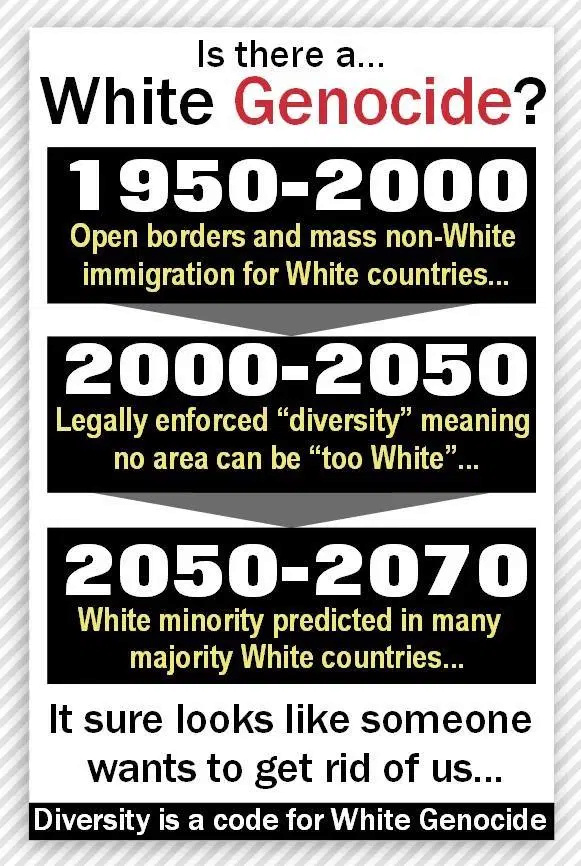 Is there a...
White Genocide?
1950-2000
Open borders and mass non-White
immigration for White countries...
2000-2050
Legally enforced “diversity” meaning
no area can be “too White”...
2050-2070
White minority predicted in many
majority White countries...
It sure looks like someone
wants to get rid of us...
Diversity is a code for White Genocide